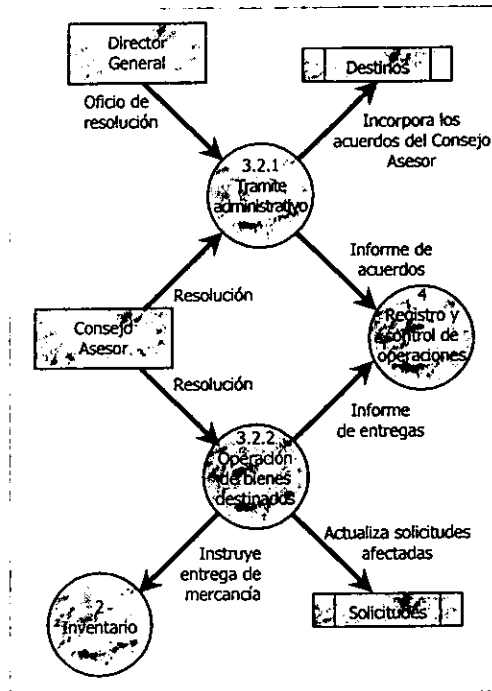 Director
General
Destinos
Oficio de
resolución
Incorpora los
acuerdos del Consejo
Asesor
3.2.1
Tramite
administrativo
Informe de
acuerdos
Resolución
Consejo
Asesor
4
Registro y
control de
operaciones
Resolución
Informe
de entregas
3.2.2
Operación
de bienes
destinados
Actualiza solicitudes
afectadas
Instruye
entrega de
mercancía
2
Inventario
Solicitudes